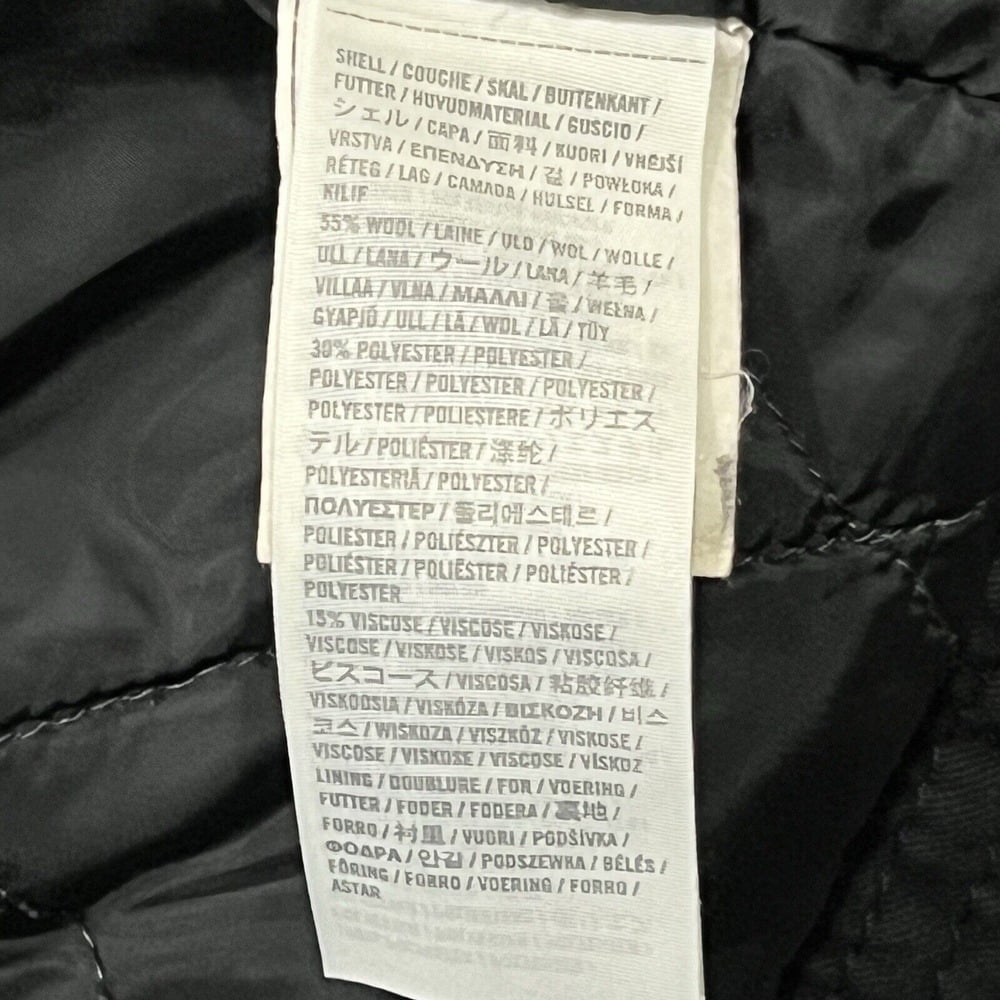 SHELL / COUCHE / SKAL / BUITENKANT /
FUTTER / HUVUDMATERIAL / GUSCIO /
シェル / CAPA / 面料 / KUORI / VNĚJŠÍ
VRSTVA / ΕΠΕΝΔΥΣΗ / 겉 / POWŁOKA /
RÉTEG / LAG / CAMADA / HULSEL / FORMA /
KILIF
55% WOOL / LAINE / ULD / WOL / WOLLE /
ULL / LANA / ウール / LANA / 羊毛 /
VILLAA / VLNA / ΜΑΛΛΙ / 울 / WEŁNA /
GYAPJÚ / ULL / LÃ / WOL / LÃ / YÜY
30% POLYESTER / POLYESTER /
POLYESTER / POLYESTER / POLYESTER /
POLYESTER / POLIESTERE / ポリエス
テル / POLIÉSTER / 涤纶 /
POLYESTERIÄ / POLYESTER /
ΠΟΛΥΕΣΤΕΡ / 폴리에스테르 /
POLIESTER / POLIÉSZTER / POLYESTER /
POLIÉSTER / POLIËSTER / POLIÉSTER /
POLYESTER
15% VISCOSE / VISCOSE / VISKOSE /
VISCOSE / VISKOSE / VISKOS / VISCOSA /
ビスコース / VISCOSA / 粘胶纤维 /
VISKOOSIA / VISKÓZA / ΒΙΣΚΟΖΗ / 비스
코스 / WISKOZA / VISZKÓZ / VISKOSE /
VISCOSE / VISKOSE / VISCOSE / VISKOZ
LINING / DOUBLURE / FOR / VOERING /
FUTTER / FODER / FODERA / 裏地 /
FORRO / 衬里 / VUORI / PODŠÍVKA /
ΦΟΔΡΑ / 안감 / PODSZEWKA / BÉLÉS /
FÔRING / FORRO / VOERING / FORRO /
ASTAR